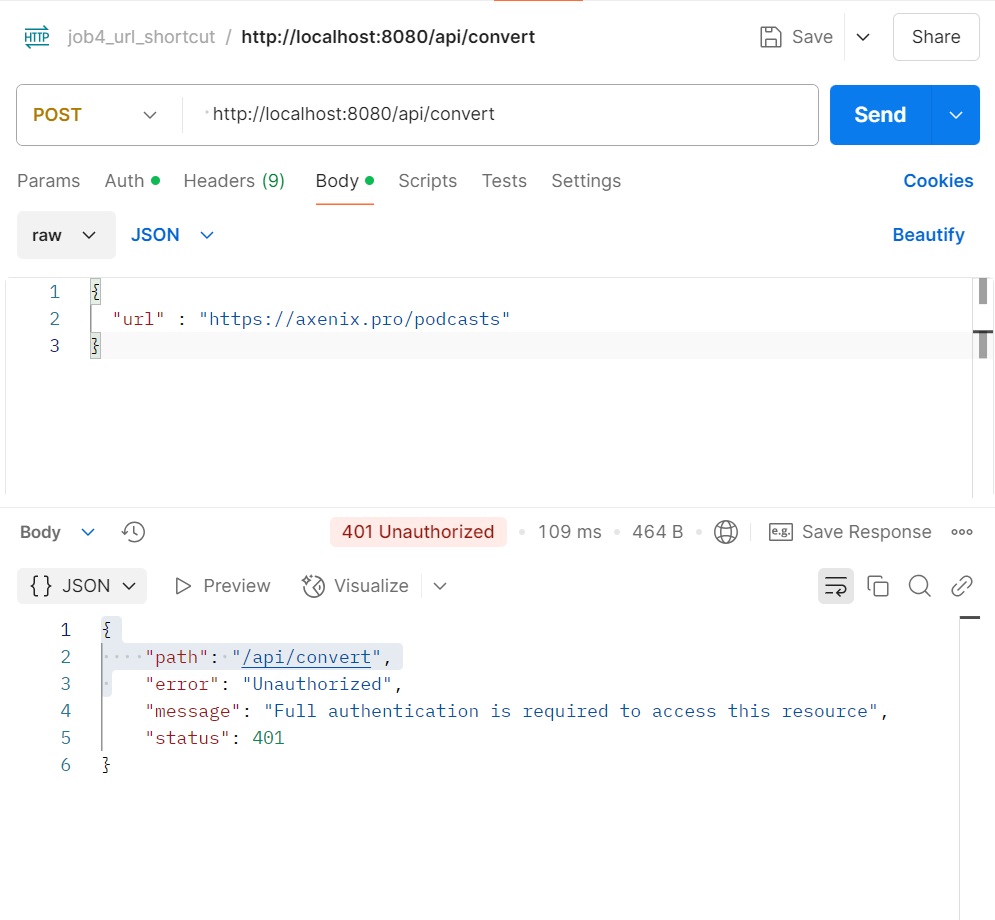 HTTP job4_url_shortcut / http://localhost:8080/api/convert Save Share
POST http://localhost:8080/api/convert Send
Params Auth Headers (9) Body Scripts Tests Settings Cookies
raw JSON Beautify
1 {
2 "url" : "https://axenix.pro/podcasts"
3 }
Body 401 Unauthorized 109 ms 464 B e.g. Save Response
{} JSON Preview Visualize
1 {
2 "path": "/api/convert",
3 "error": "Unauthorized",
4 "message": "Full authentication is required to access this resource",
5 "status": 401
6 }